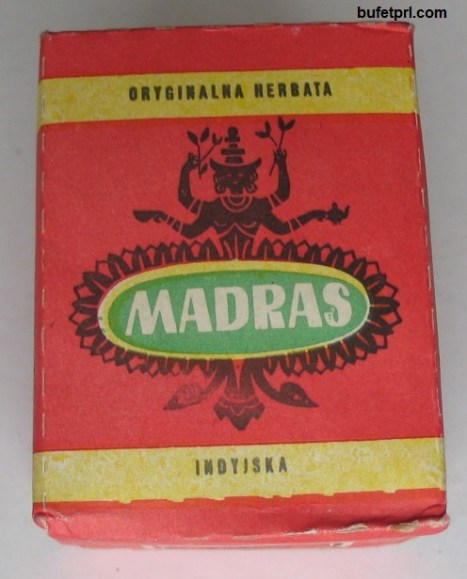 bufetprl.com
ORYGINALNA HERBATA
MADRAS
INDYJSKA